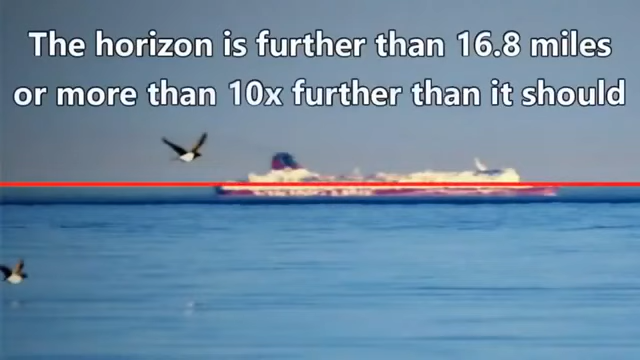 The horizon is further than 16.8 miles
or more than 10x further than it should